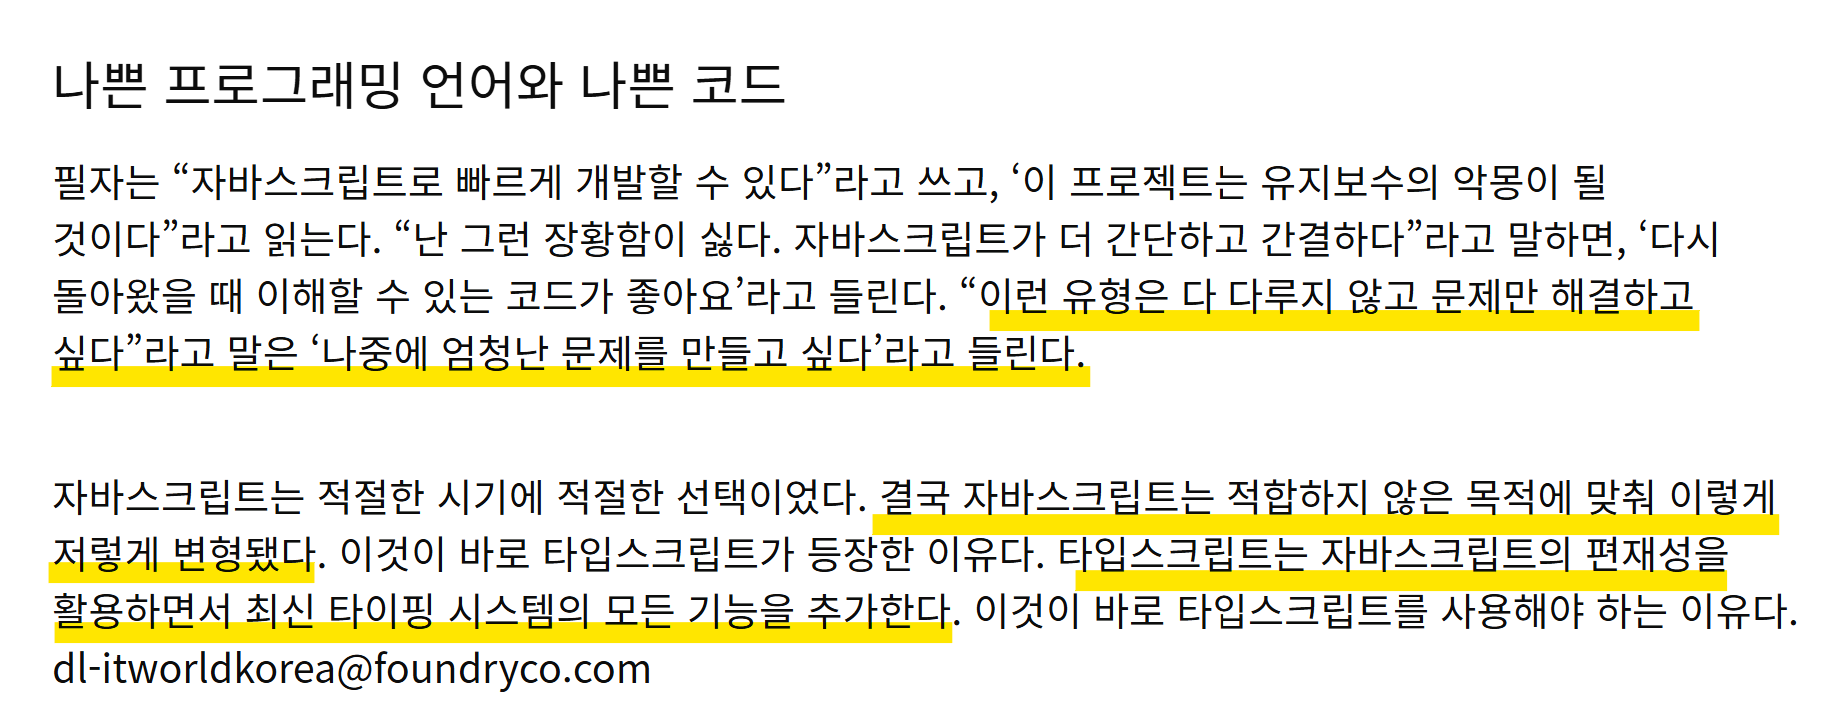 나쁜 프로그래밍 언어와 나쁜 코드
필자는 “자바스크립트로 빠르게 개발할 수 있다”라고 쓰고, ‘이 프로젝트는 유지보수의 악몽이 될
것이다”라고 읽는다. “난 그런 장황함이 싫다. 자바스크립트가 더 간단하고 간결하다”라고 말하면, ‘다시
돌아왔을 때 이해할 수 있는 코드가 좋아요’라고 들린다. “이런 유형은 다 다루지 않고 문제만 해결하고
싶다”라고 말은 ‘나중에 엄청난 문제를 만들고 싶다’라고 들린다.
자바스크립트는 적절한 시기에 적절한 선택이었다. 결국 자바스크립트는 적합하지 않은 목적에 맞춰 이렇게
저렇게 변형됐다. 이것이 바로 타입스크립트가 등장한 이유다. 타입스크립트는 자바스크립트의 편재성을
활용하면서 최신 타이핑 시스템의 모든 기능을 추가한다. 이것이 바로 타입스크립트를 사용해야 하는 이유다.
dl-itworldkorea@foundryco.com